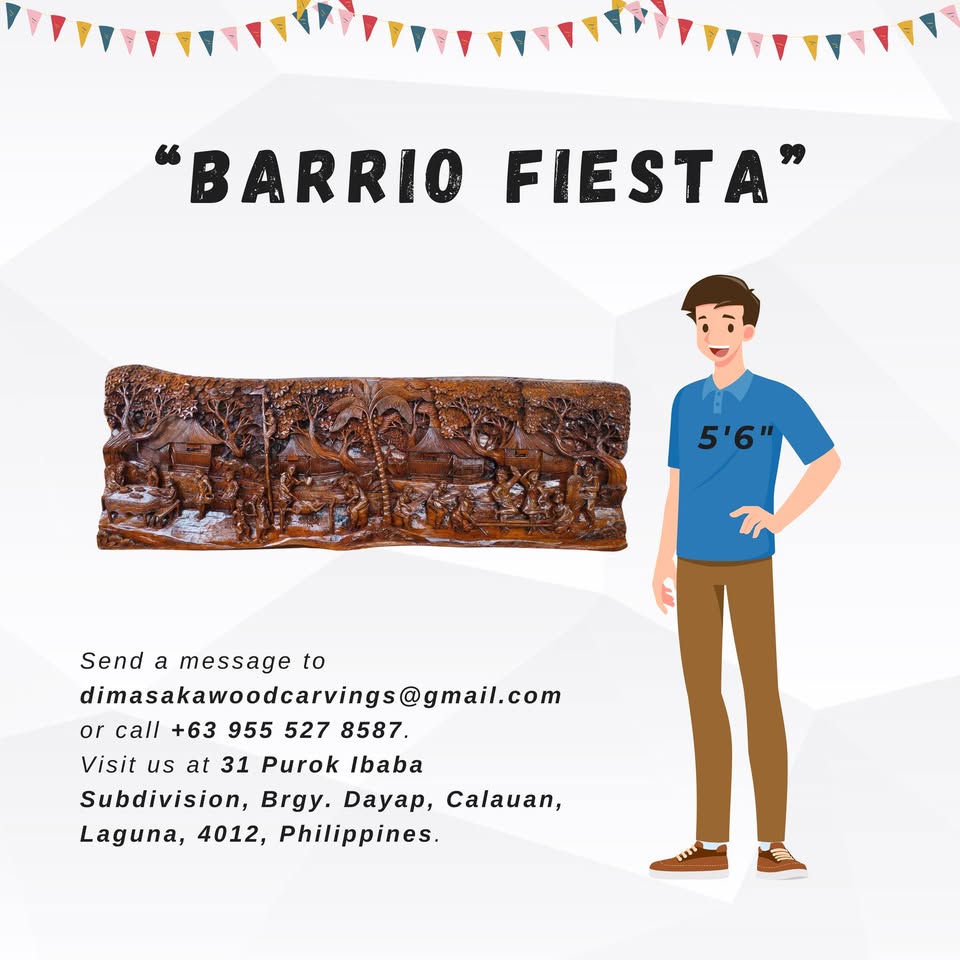 “BARRIO FIESTA”
5'6"
Send a message to
dimasakawoodcarvings@gmail.com
or call +63 955 527 8587.
Visit us at 31 Purok Ibaba
Subdivision, Brgy. Dayap, Calauan,
Laguna, 4012, Philippines.